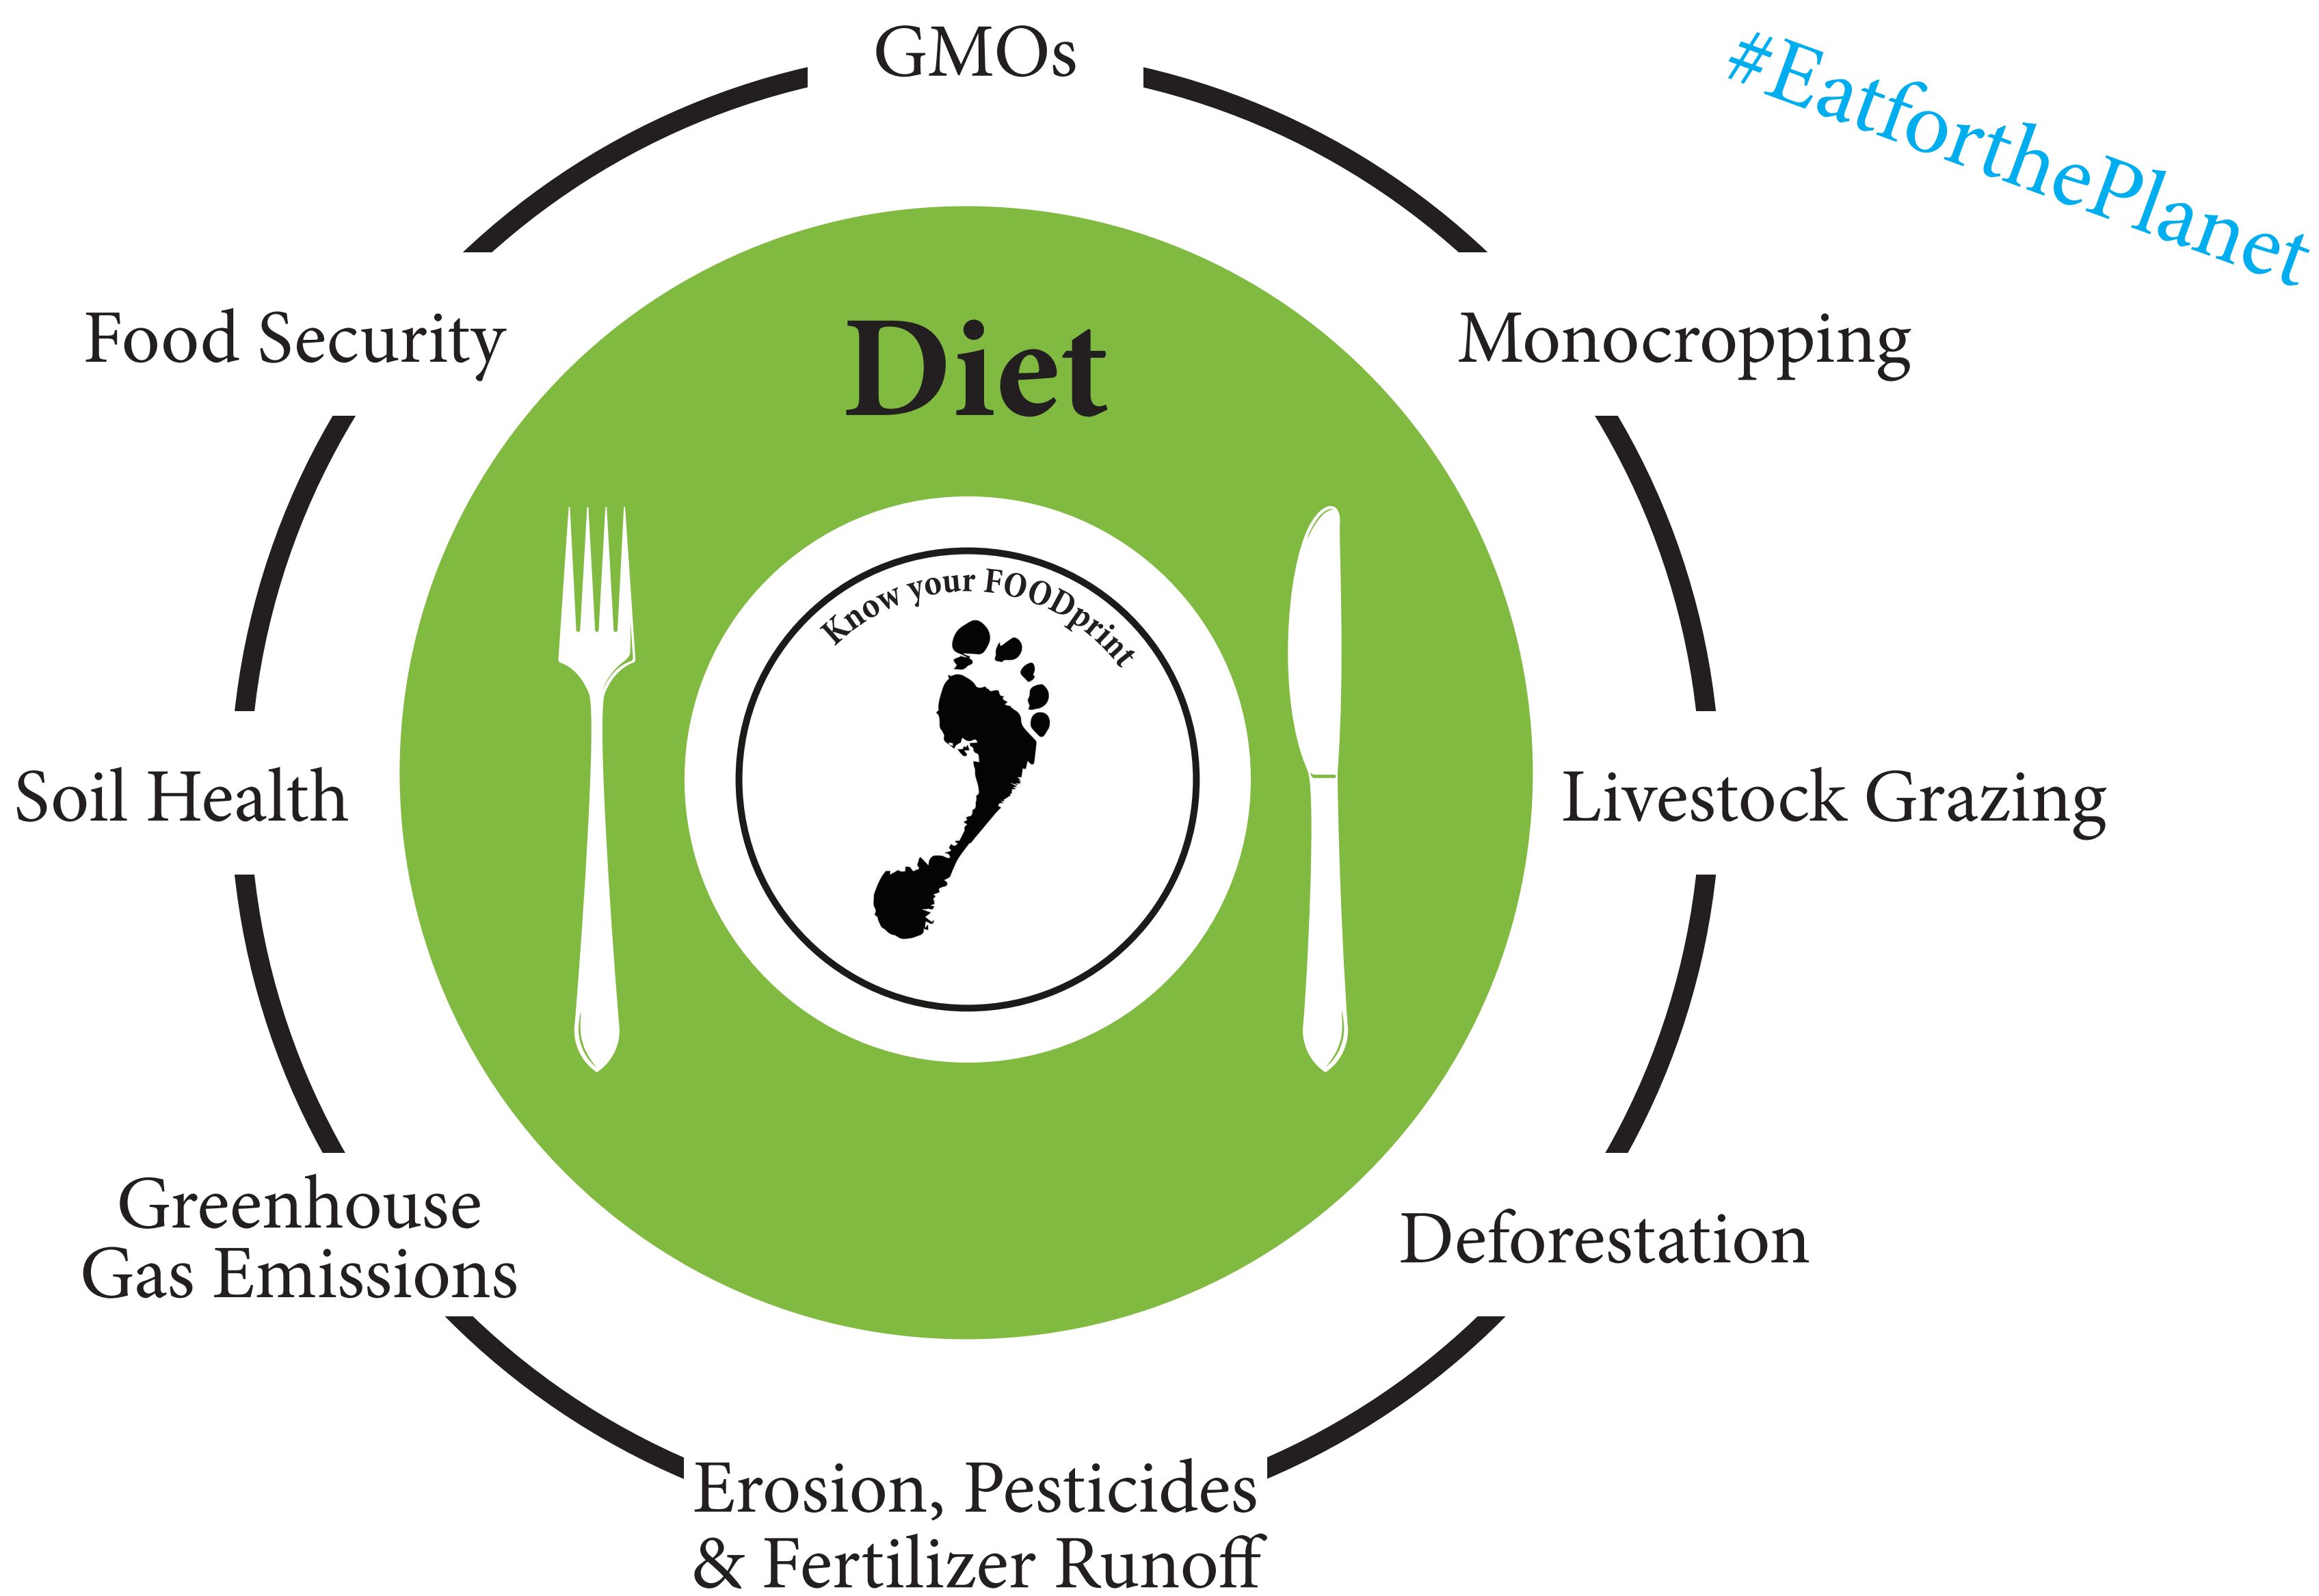 GMOs
#EatforthePlanet
Food Security
Diet
Monocropping
Know your FOODprint
Soil Health
Livestock Grazing
Greenhouse
Gas Emissions
Deforestation
Erosion, Pesticides
& Fertilizer Runoff